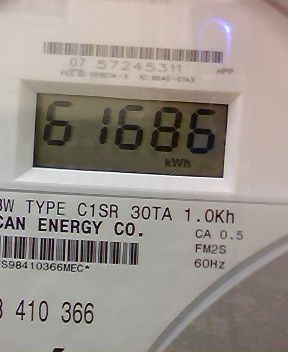 07 57245311
HPP
61686
kWh
3W TYPE C1SR 30TA 1.0Kh
CAN ENERGY CO.
CA 0.5
FM2S
60Hz
S98410366MEC*
410 366